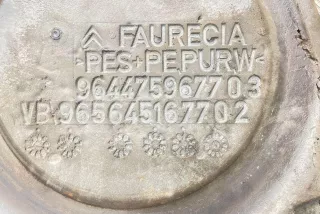 FAURECIA
>PES+PEPURW<
9644759677 03
VB 9656451677 02